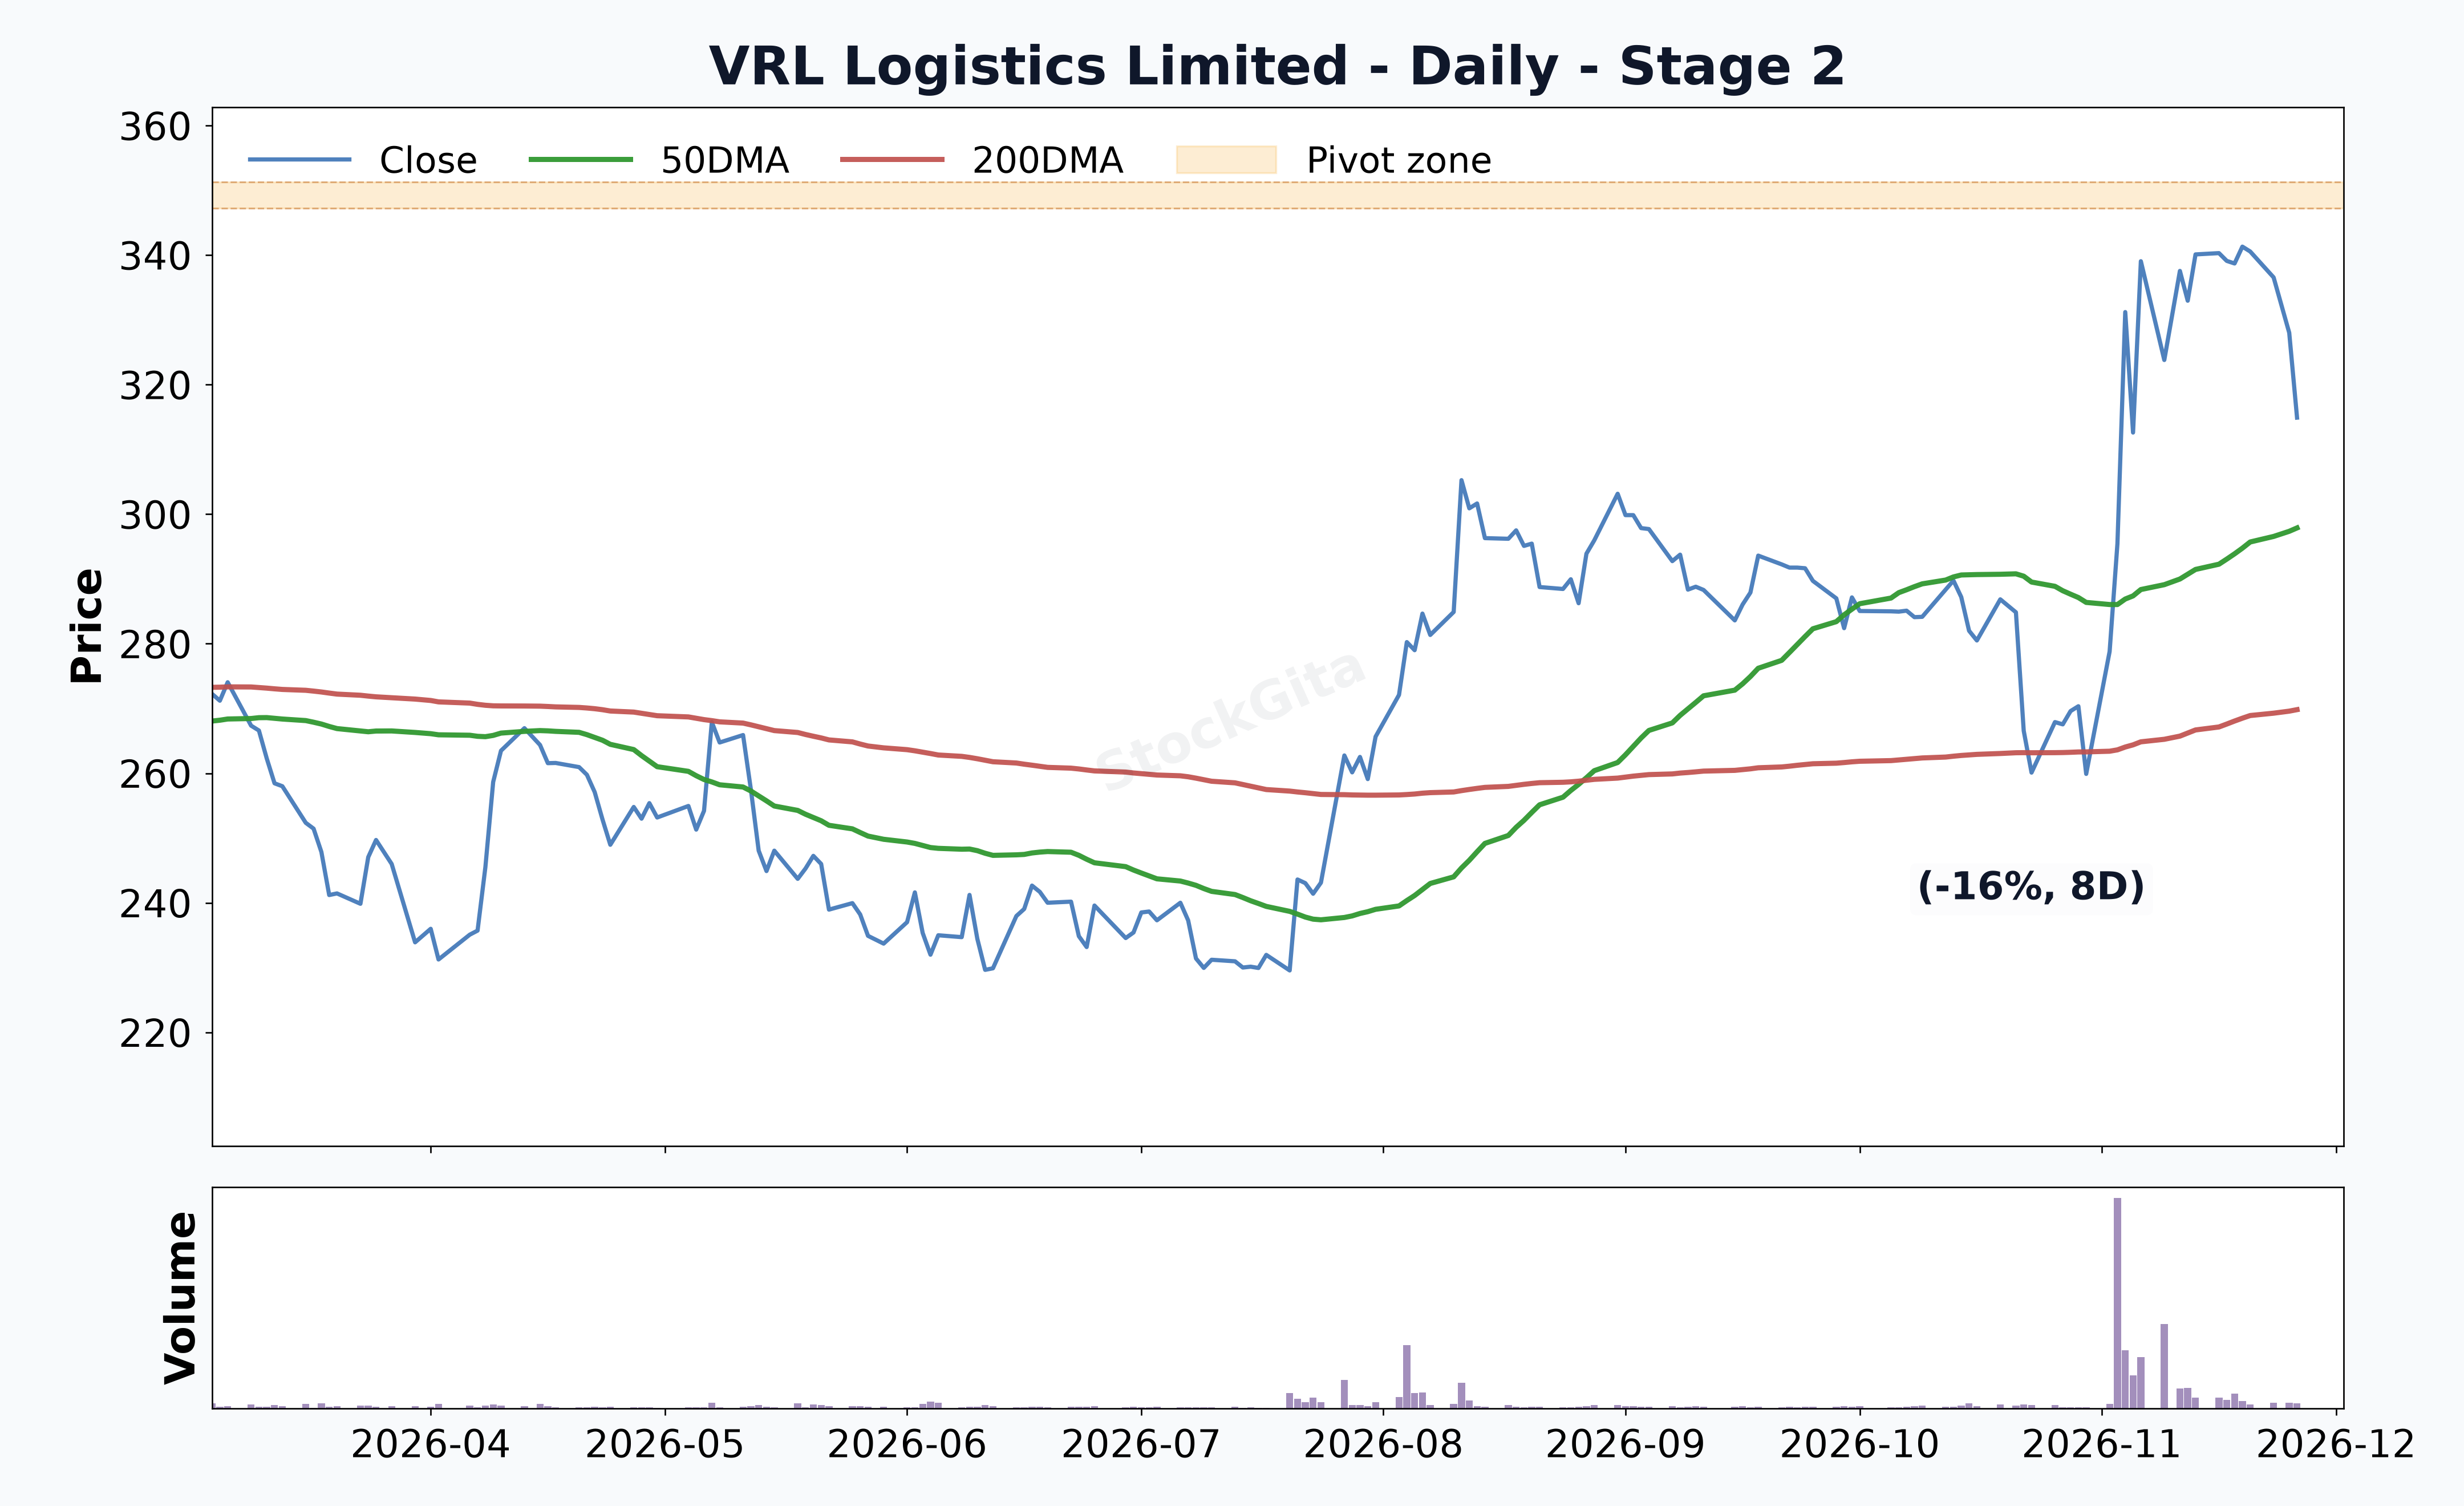 VRL Logistics Limited - Daily - Stage 2
Close 50DMA 200DMA Pivot zone
360
340
320
300
280
260
240
220
Price
StockGita
(-16%, 8D)
Volume
2026-04 2026-05 2026-06 2026-07 2026-08 2026-09 2026-10 2026-11 2026-12